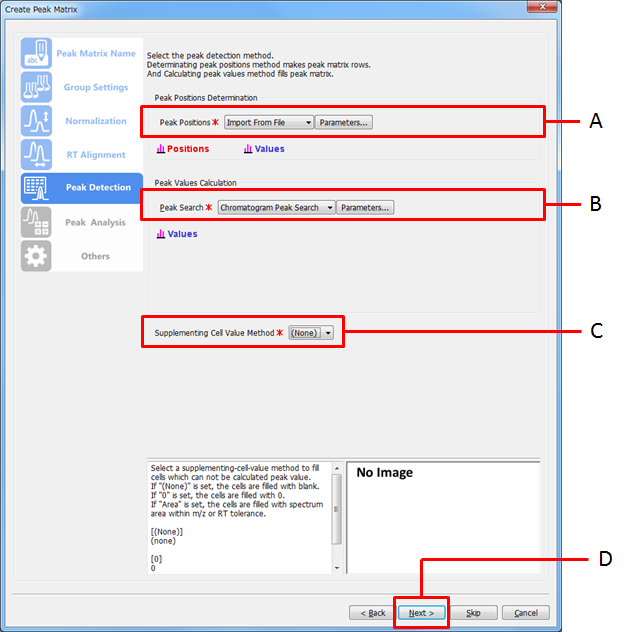 Create Peak Matrix
abc
Peak Matrix Name
Group Settings
Normalization
RT Alignment
Peak Detection
Peak Analysis
Others
Select the peak detection method.
Determinating peak positions method makes peak matrix rows.
And Calculating peak values method fills peak matrix.
Peak Positions Determination
Peak Positions * Import From File Parameters...
Positions Values
Peak Values Calculation
Peak Search * Chromatogram Peak Search Parameters...
Values
Supplementing Cell Value Method * (None)
Select a supplementing-cell-value method to fill
cells which can not be calculated peak value.
If "(None)" is set, the cells are filled with blank.
If "0" is set, the cells are filled with 0.
If "Area" is set, the cells are filled with spectrum
area within m/z or RT tolerance.
[(None)]
(none)
[0]
0
No Image
< Back Next > Skip Cancel
A
B
C
D